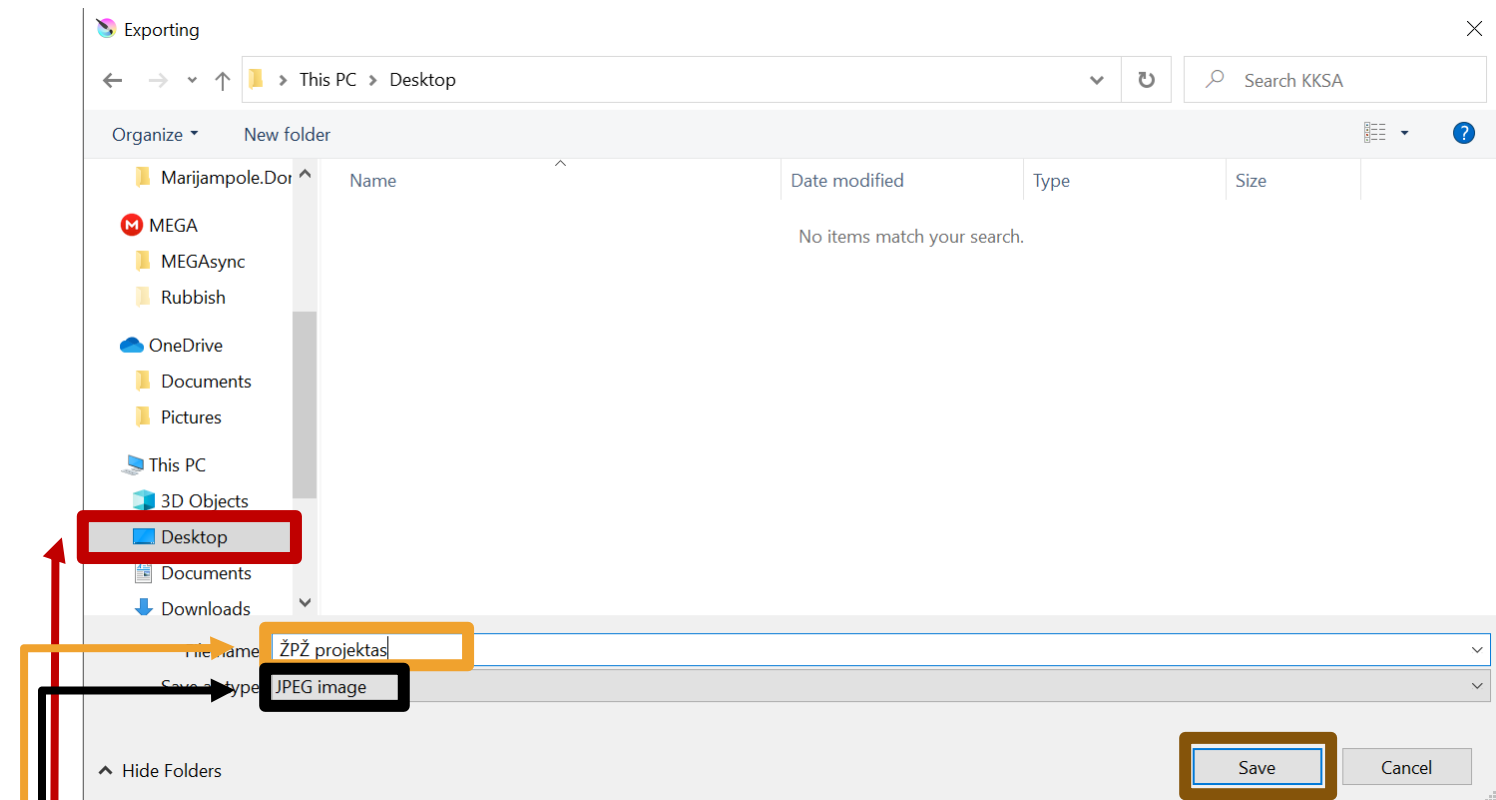 Exporting
This PC > Desktop
Search KKSA
Organize
New folder
Marijampole.Dor
Name
Date modified
Type
Size
MEGA
No items match your search.
MEGAsync
Rubbish
OneDrive
Documents
Pictures
This PC
3D Objects
Desktop
Documents
Downloads
name ŽPŽ projektas
type JPEG image
Hide Folders
Save
Cancel